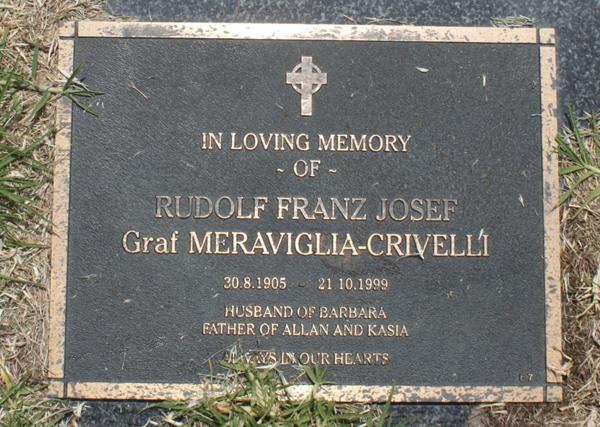 IN LOVING MEMORY
~ OF ~
RUDOLF FRANZ JOSEF
Graf MERAVIGLIA-CRIVELLI
30.8.1905 - 21.10.1999
HUSBAND OF BARBARA
FATHER OF ALLAN AND KASIA
ALWAYS IN OUR HEARTS